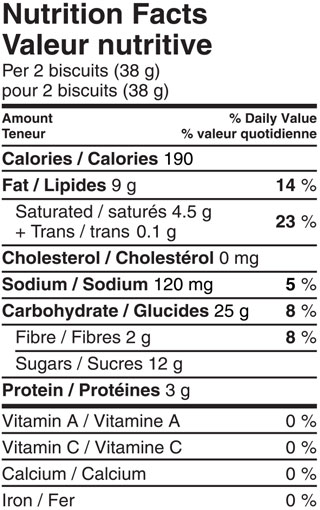 Nutrition Facts
Valeur nutritive
Per 2 biscuits (38 g)
pour 2 biscuits (38 g)
Amount % Daily Value
Teneur % valeur quotidienne
Calories / Calories 190
Fat / Lipides 9 g 14 %
Saturated / saturés 4.5 g
+ Trans / trans 0.1 g 23 %
Cholesterol / Cholestérol 0 mg
Sodium / Sodium 120 mg 5 %
Carbohydrate / Glucides 25 g 8 %
Fibre / Fibres 2 g 8 %
Sugars / Sucres 12 g
Protein / Protéines 3 g
Vitamin A / Vitamine A 0 %
Vitamin C / Vitamine C 0 %
Calcium / Calcium 0 %
Iron / Fer 0 %